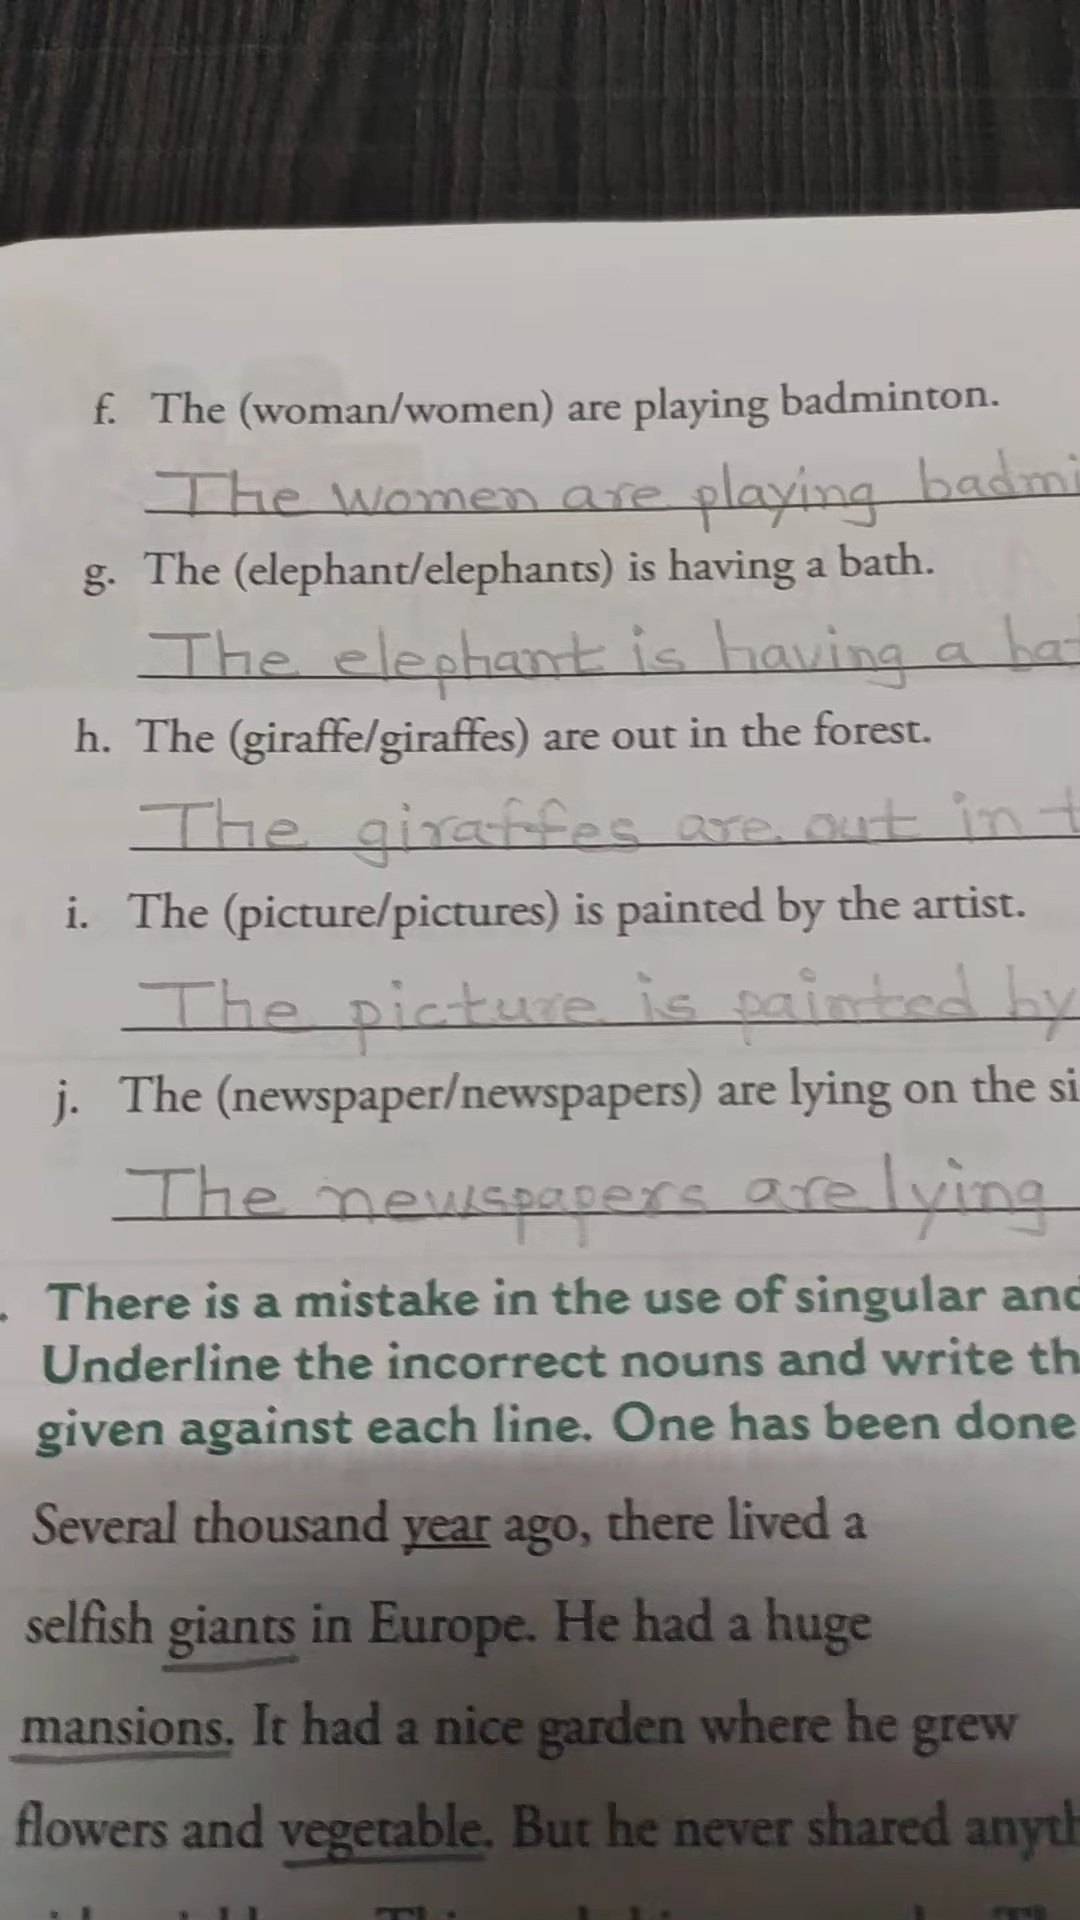 f. The (woman/women) are playing badminton.
The women are playing badmi
g. The (elephant/elephants) is having a bath.
The elephant is having a bat
h. The (giraffe/giraffes) are out in the forest.
The giraffes are out in t
i. The (picture/pictures) is painted by the artist.
The picture is painted by
j. The (newspaper/newspapers) are lying on the si
The newspapers are lying
. There is a mistake in the use of singular and
Underline the incorrect nouns and write th
given against each line. One has been done
Several thousand year ago, there lived a
selfish giants in Europe. He had a huge
mansions. It had a nice garden where he grew
flowers and vegetable. But he never shared anyth